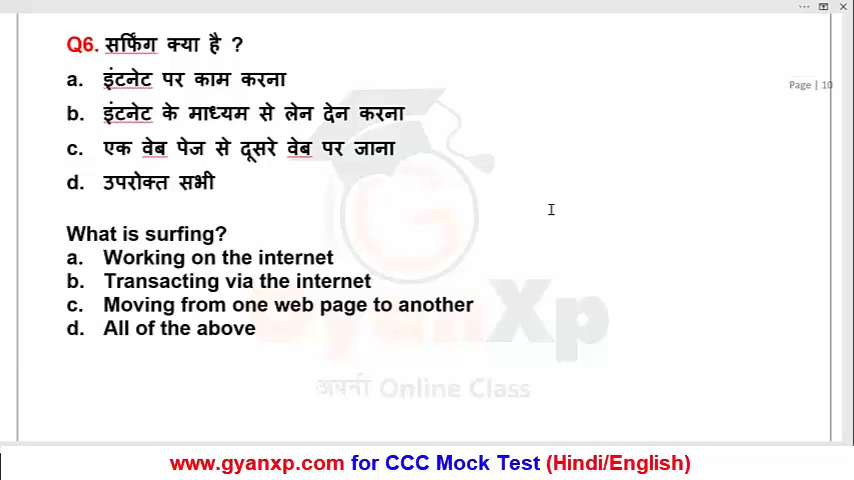 Q6. सर्फिंग क्या है ?
a. इंटनेट पर काम करना
Page | 10
b. इंटनेट के माध्यम से लेन देन करना
c. एक वेब पेज से दूसरे वेब पर जाना
d. उपरोक्त सभी
What is surfing?
a. Working on the internet
b. Transacting via the internet
c. Moving from one web page to another
d. All of the above
GyanXp
अपनी Online Class
www.gyanxp.com for CCC Mock Test (Hindi/English)